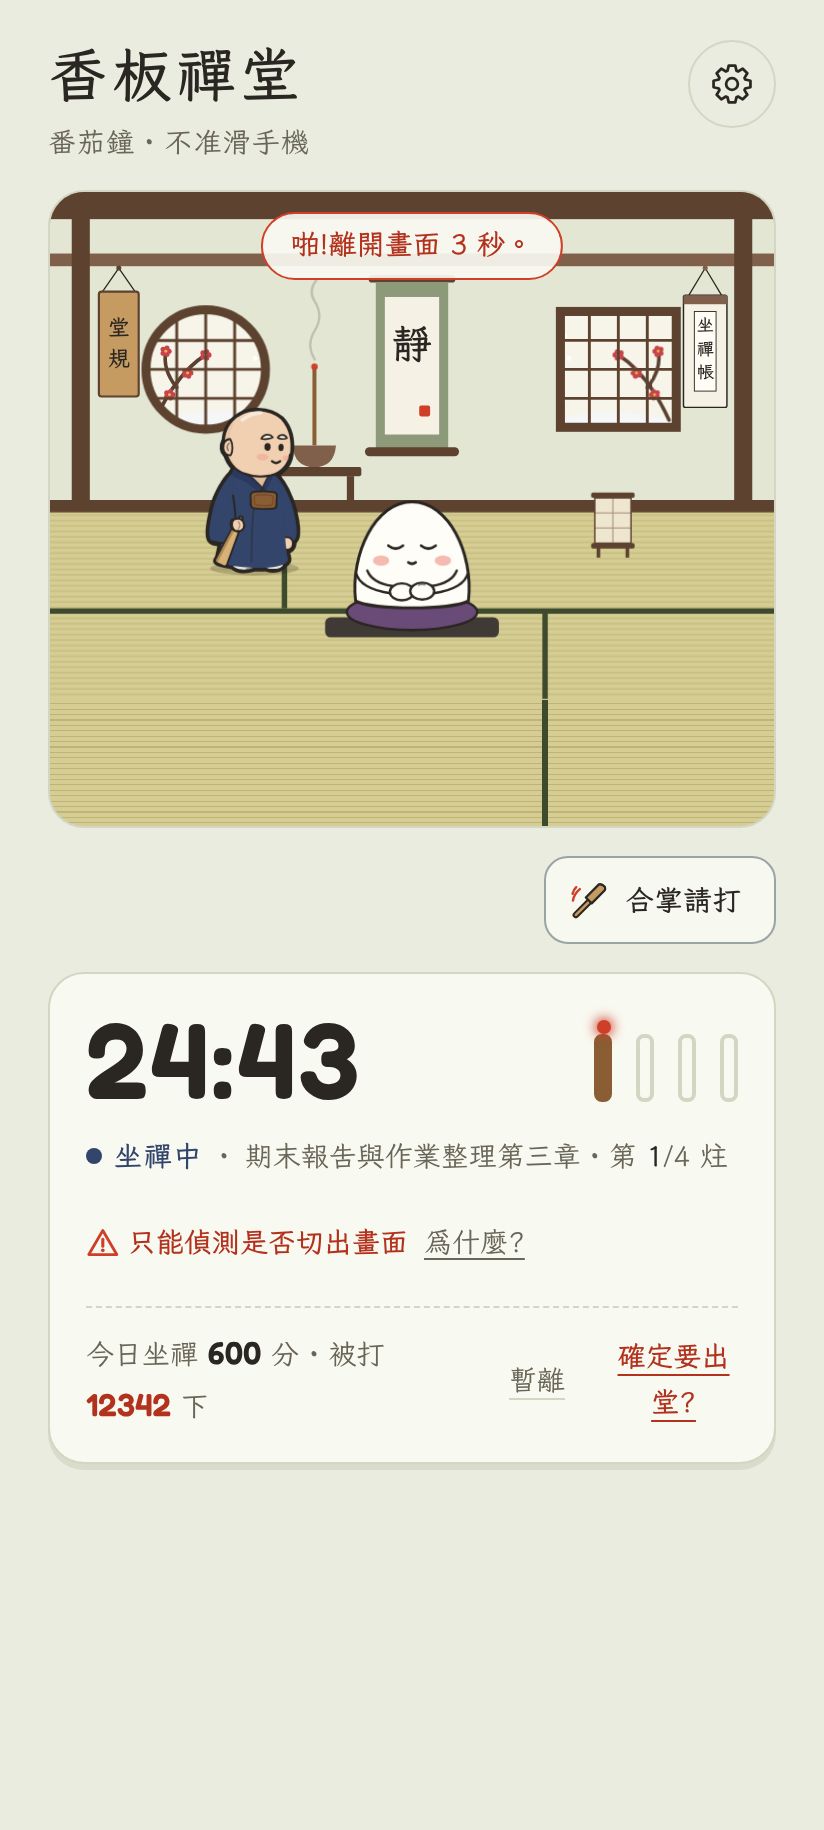 香板禪堂
番茄鐘・不准滑手機
啪!離開畫面 3 秒。
堂規
靜
坐禪帳
合掌請打
24:43
坐禪中・期末報告與作業整理第三章・第 1/4 炷
只能偵測是否切出畫面 為什麼?
今日坐禪 600 分・被打
12342 下
暫離
確定要出
堂?